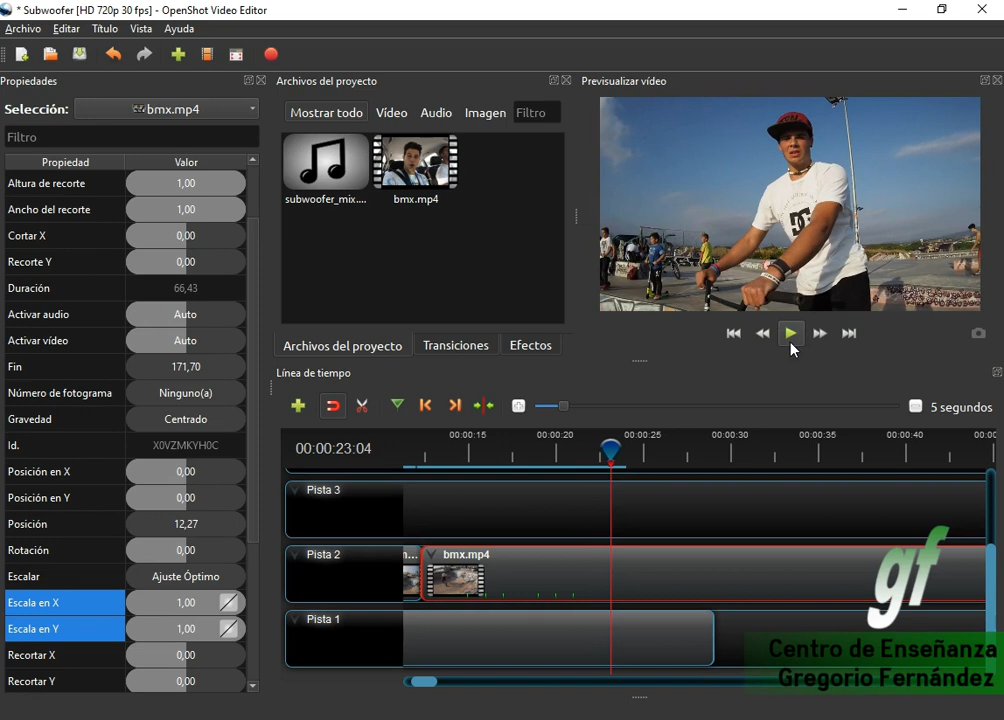 * Subwoofer [HD 720p 30 fps] - OpenShot Video Editor
Archivo Editar Título Vista Ayuda
Propiedades
Selección: bmx.mp4
Filtro
Propiedad Valor
Altura de recorte 1,00
Ancho del recorte 1,00
Cortar X 0,00
Recorte Y 0,00
Duración 66,43
Activar audio Auto
Activar vídeo Auto
Fin 171,70
Número de fotograma Ninguno(a)
Gravedad Centrado
Id. X0VZMKYH0C
Posición en X 0,00
Posición en Y 0,00
Posición 12,27
Rotación 0,00
Escalar Ajuste Óptimo
Escala en X 1,00
Escala en Y 1,00
Recortar X 0,00
Recortar Y 0,00
Archivos del proyecto
Mostrar todo Vídeo Audio Imagen Filtro
subwoofer_mix.... bmx.mp4
Archivos del proyecto Transiciones Efectos
Previsualizar vídeo
DC
Línea de tiempo
5 segundos
00:00:23:04
00:00:15 00:00:20 00:00:25 00:00:30 00:00:35 00:00:40 00:00
Pista 3
Pista 2 ... bmx.mp4
Pista 1
gf
Centro de Enseñanza
Gregorio Fernández